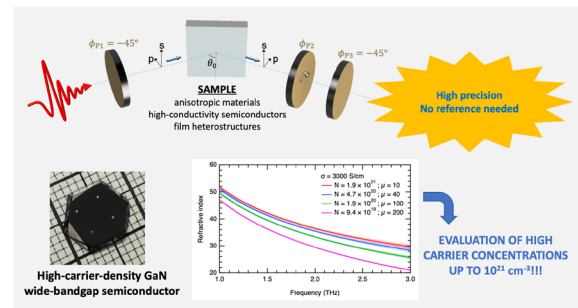 ϕP1 = −45°
s
p
θ0
s
p
ϕP2
ϕP3 = −45°
SAMPLE
anisotropic materials
high-conductivity semiconductors
film heterostructures
High precision
No reference needed
High-carrier-density GaN
wide-bandgap semiconductor
Refractive index
60
50
40
30
20
σ = 3000 S/cm
N = 1.9 × 10²¹ ; μ = 10
N = 4.7 × 10²⁰ ; μ = 40
N = 1.9 × 10²⁰ ; μ = 100
N = 9.4 × 10¹⁹ ; μ = 200
1.0 1.5 2.0 2.5 3.0
Frequency (THz)
EVALUATION OF HIGH
CARRIER CONCENTRATIONS
UP TO 10²¹ cm⁻³!!!